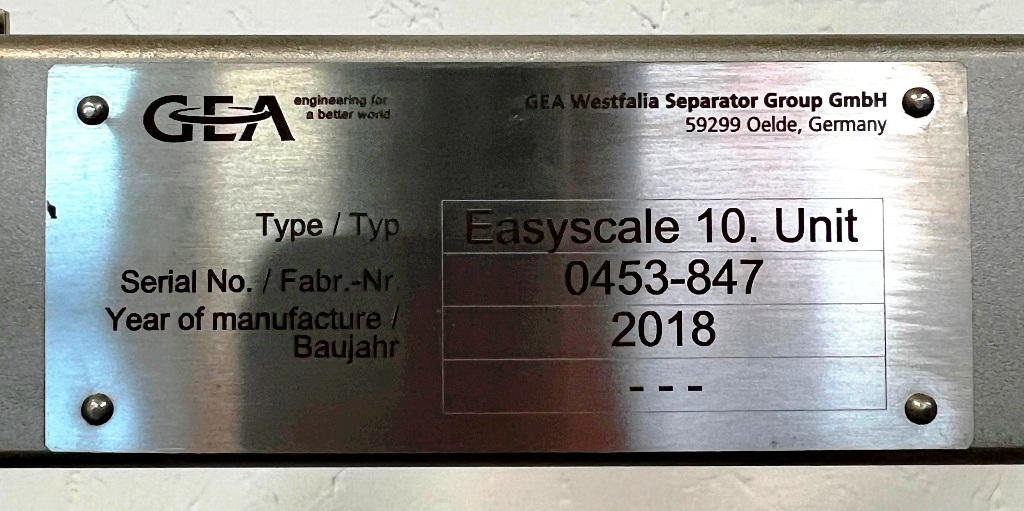 GEA engineering for
a better world
GEA Westfalia Separator Group GmbH
59299 Oelde, Germany
Type / Typ Easyscale 10. Unit
Serial No. / Fabr.-Nr. 0453-847
Year of manufacture / 2018
Baujahr
- - -